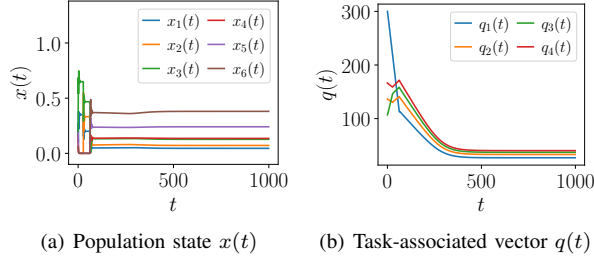 x(t)
1.0
0.5
0.0
x₁(t) x₄(t)
x₂(t) x₅(t)
x₃(t) x₆(t)
0 500 1000
t
(a) Population state x(t)
q(t)
300
200
100
q₁(t) q₃(t)
q₂(t) q₄(t)
0 500 1000
t
(b) Task-associated vector q(t)